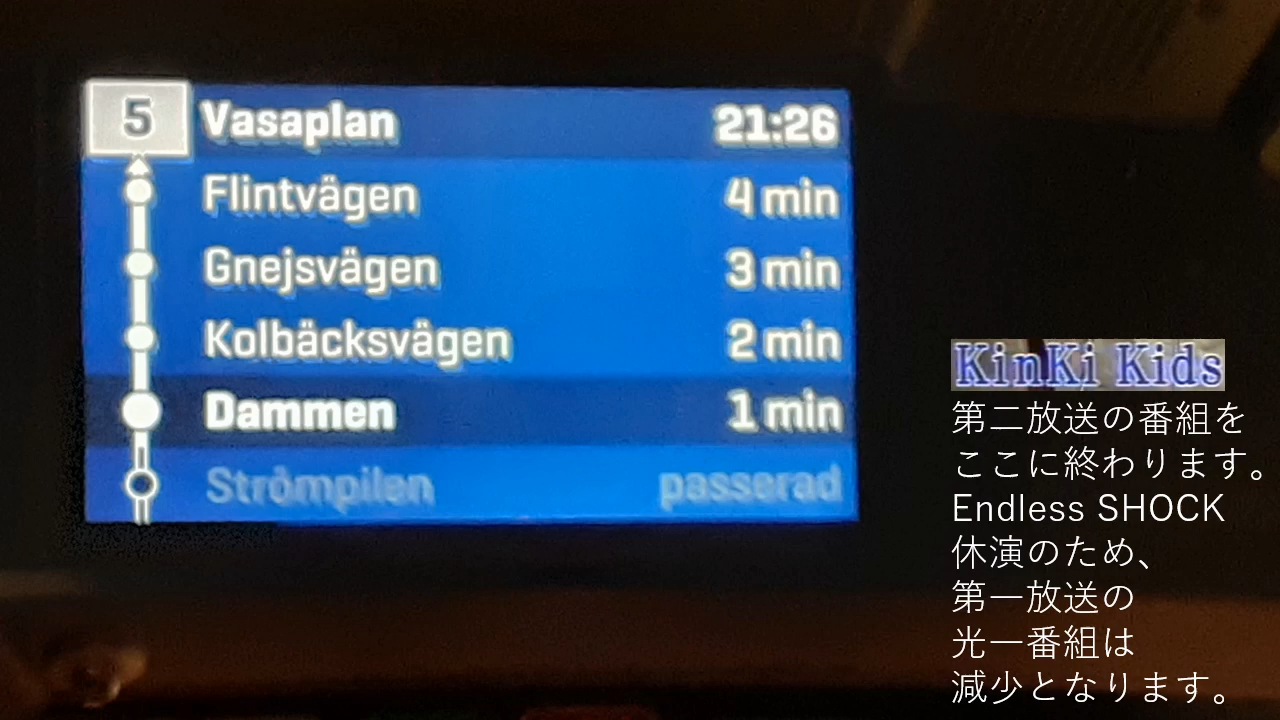 5 Vasaplan 21:26
Flintvägen 4 min
Gnejsvägen 3 min
Kolbäcksvägen 2 min
Dammen 1 min
Strömpilen passerad
KinKi Kids
第二放送の番組を
ここに終わります。
Endless SHOCK
休演のため、
第一放送の
光一番組は
減少となります。